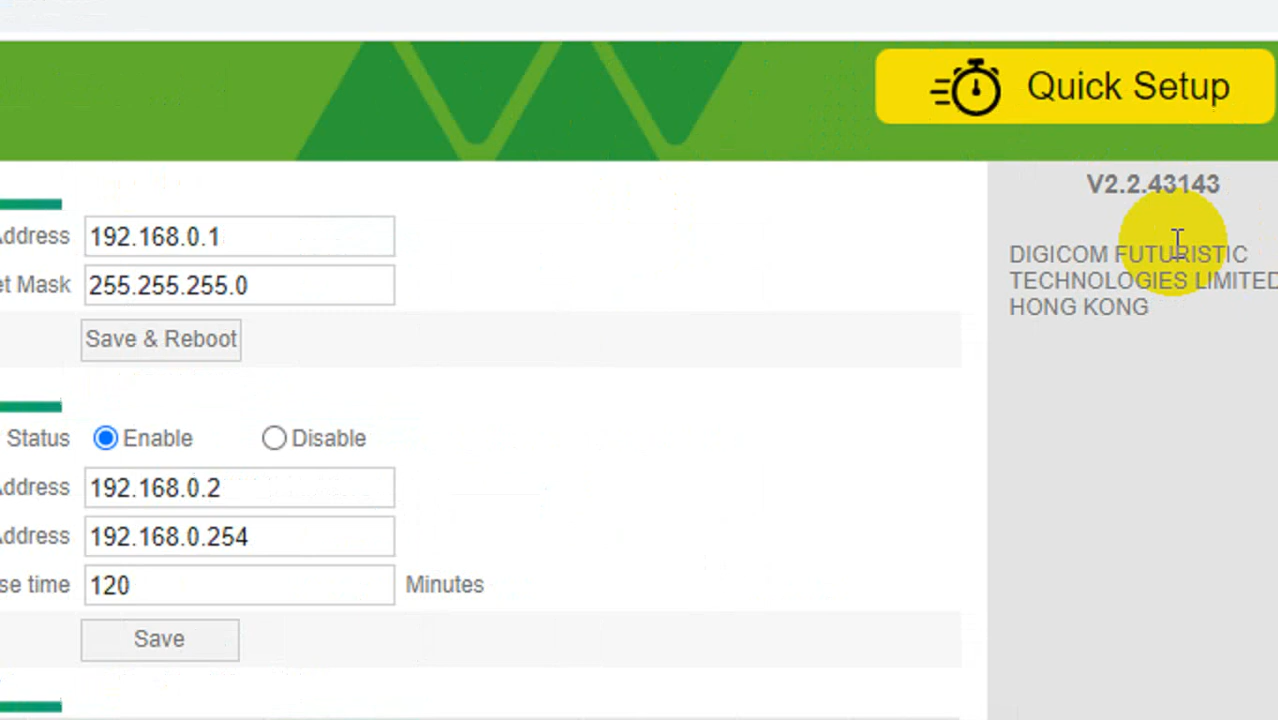 Quick Setup
V2.2.43143
DIGICOM FUTURISTIC
TECHNOLOGIES LIMITED
HONG KONG
Address 192.168.0.1
Mask 255.255.255.0
Save & Reboot
Status Enable Disable
Address 192.168.0.2
Address 192.168.0.254
time 120 Minutes
Save